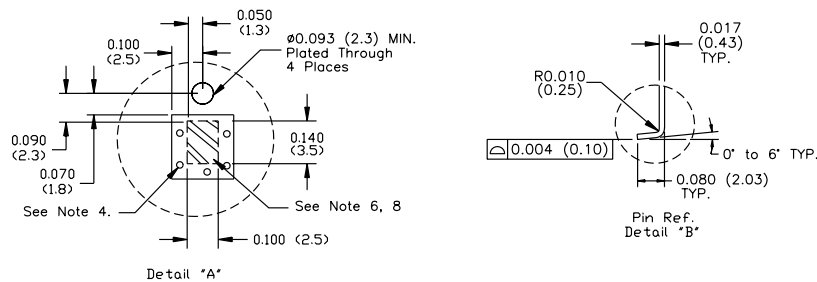 0.050
(1.3)
0.100
(2.5)
ø0.093 (2.3) MIN.
Plated Through
4 Places
0.090
(2.3)
0.070
(1.8)
0.140
(3.5)
See Note 4.
See Note 6, 8
0.100 (2.5)
Detail "A"
0.017
(0.43)
TYP.
R0.010
(0.25)
0.004 (0.10)
0° to 6° TYP.
0.080 (2.03)
TYP.
Pin Ref.
Detail "B"